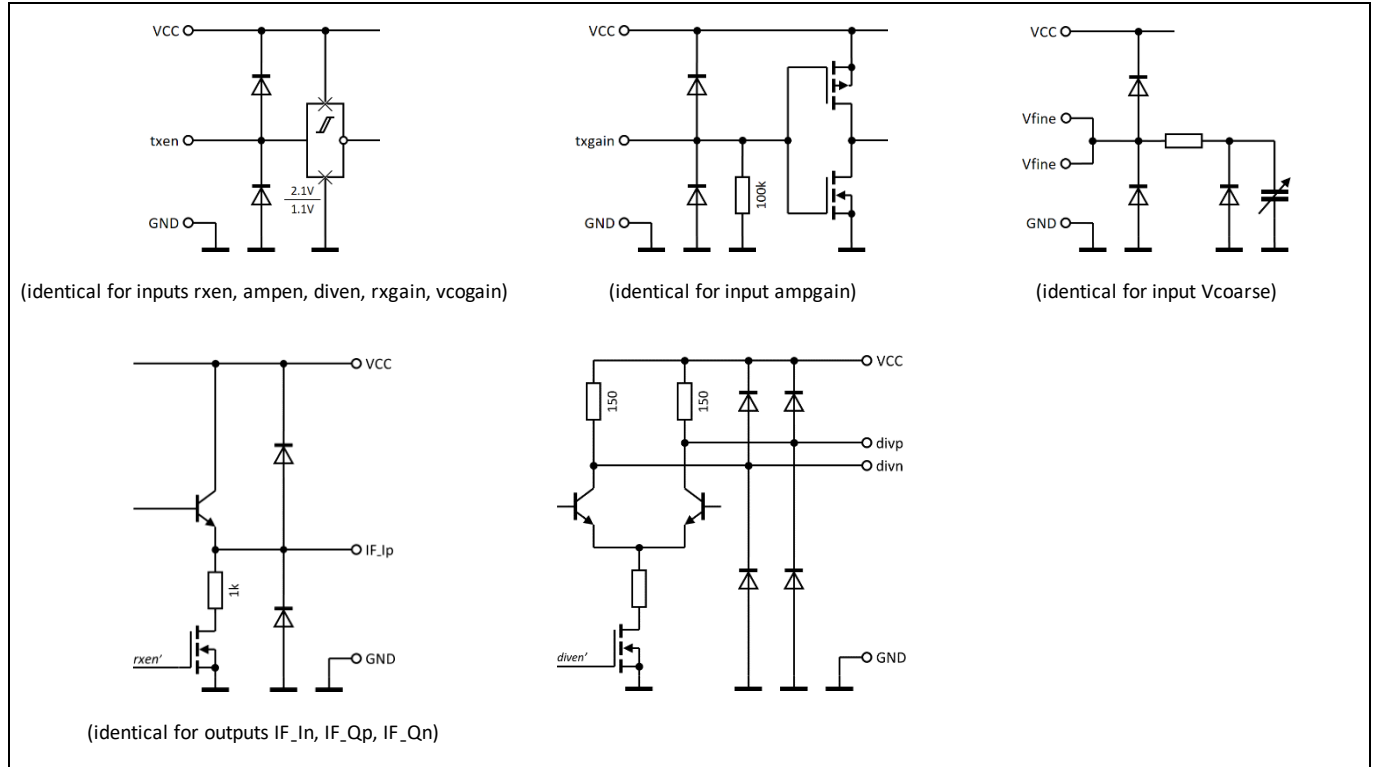 VCC
txen
2.1V
1.1V
GND
(identical for inputs rxen, ampen, diven, rxgain, vcogain)
VCC
txgain
100k
GND
(identical for input ampgain)
VCC
Vfine
Vfine
GND
(identical for input Vcoarse)
VCC
IF_Ip
1k
rxen'
GND
(identical for outputs IF_In, IF_Qp, IF_Qn)
VCC
150
150
divp
divn
diven'
GND